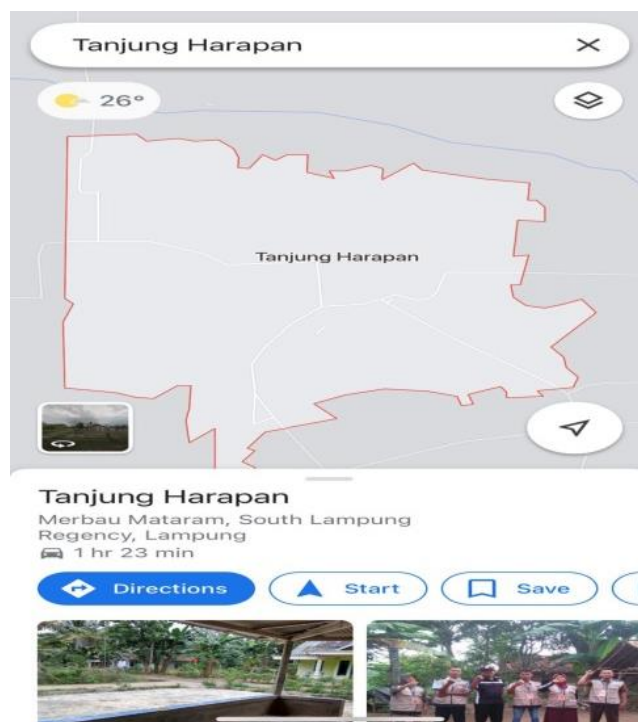 Tanjung Harapan
26°
Tanjung Harapan
Tanjung Harapan
Merbau Mataram, South Lampung
Regency, Lampung
1 hr 23 min
Directions
Start
Save